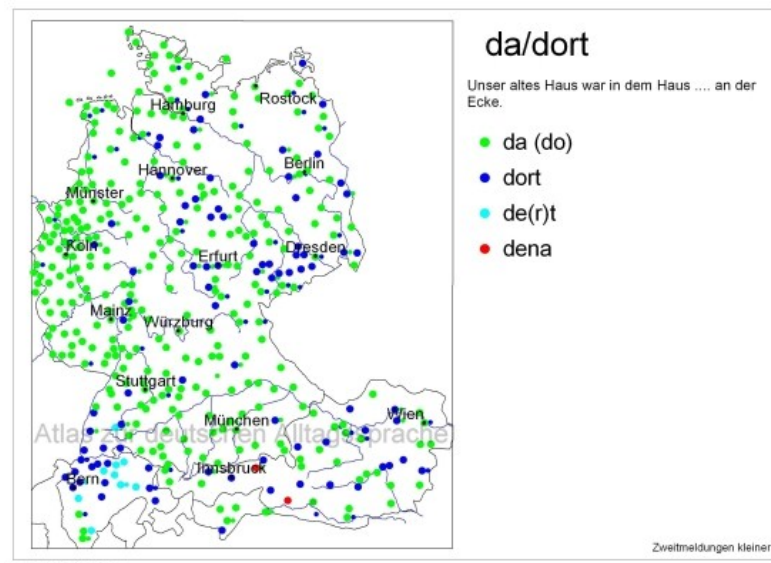 da/dort
Unser altes Haus war in dem Haus .... an der
Ecke.
da (do)
dort
de(r)t
dena
Hamburg
Rostock
Hannover
Berlin
Münster
Köln
Erfurt
Dresden
Mainz
Würzburg
Stuttgart
München
Wien
Atlas zur deutschen Alltagssprache
Innsbruck
Bern
Zweitmeldungen kleiner